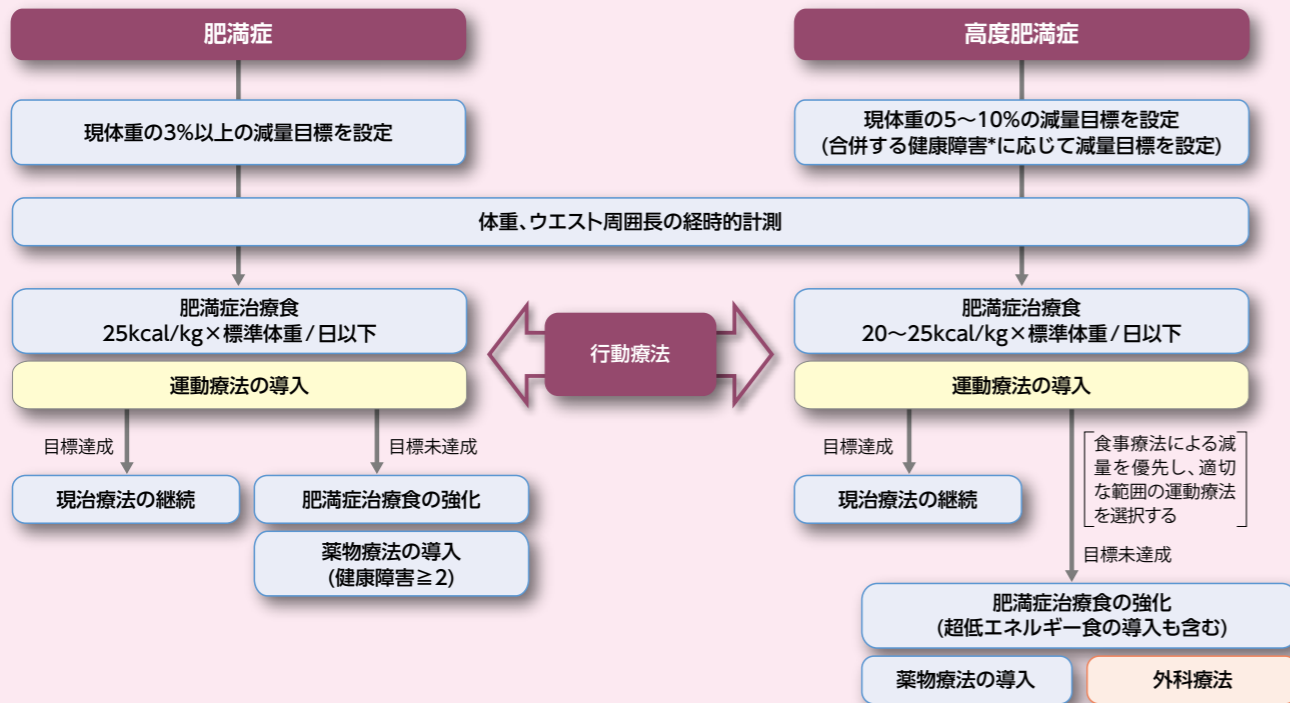 肥満症
高度肥満症
現体重の3%以上の減量目標を設定
現体重の5～10%の減量目標を設定
(合併する健康障害*に応じて減量目標を設定)
体重、ウエスト周囲長の経時的計測
肥満症治療食
25kcal/kg×標準体重/日以下
運動療法の導入
行動療法
肥満症治療食
20～25kcal/kg×標準体重/日以下
運動療法の導入
目標達成
目標未達成
現治療法の継続
肥満症治療食の強化
薬物療法の導入
(健康障害≧2)
目標達成
現治療法の継続
食事療法による減
量を優先し、適切
な範囲の運動療法
を選択する
目標未達成
肥満症治療食の強化
(超低エネルギー食の導入も含む)
薬物療法の導入
外科療法